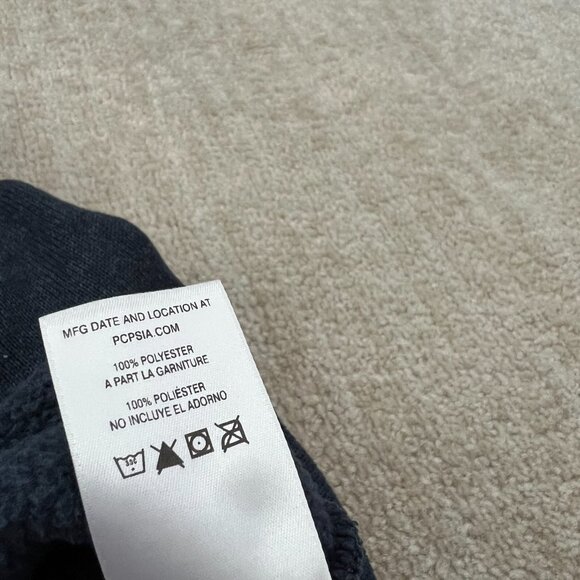 MFG DATE AND LOCATION AT
PCPSIA.COM
100% POLYESTER
A PART LA GARNITURE
100% POLIÉSTER
NO INCLUYE EL ADORNO